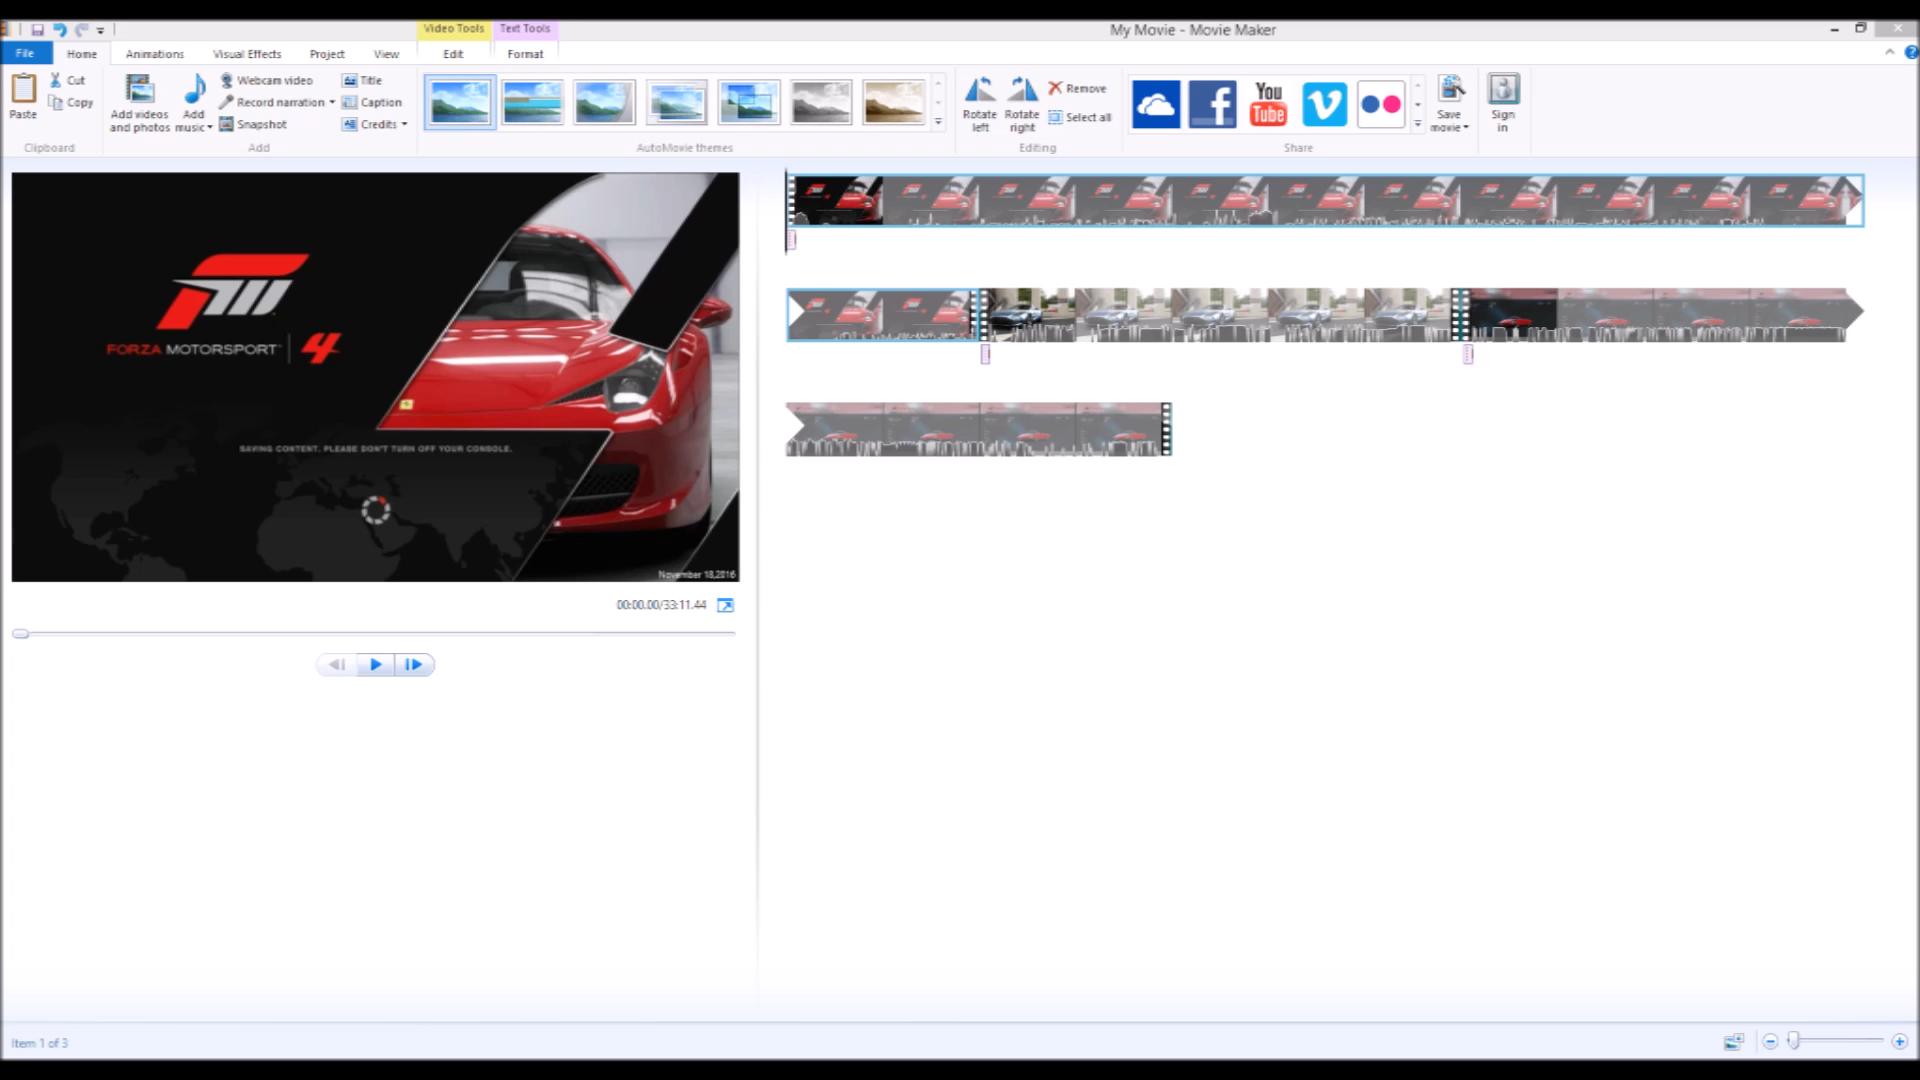 Video Tools
Text Tools
My Movie - Movie Maker
File
Home
Animations
Visual Effects
Project
View
Edit
Format
Paste
Cut
Copy
Clipboard
Add videos
and photos
Add
music
Webcam video
Record narration
Snapshot
Title
Caption
Credits
Add
AutoMovie themes
Rotate
left
Rotate
right
Remove
Select all
Editing
You
Tube
Share
Save
movie
Sign
in
FORZA MOTORSPORT 4
SAVING CONTENT. PLEASE DON'T TURN OFF YOUR CONSOLE.
November 18,2016
00:00.00/33:11.44
Item 1 of 3